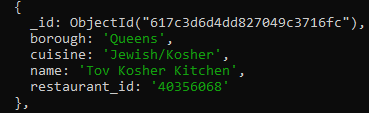 {
_id: ObjectId("617c3d6d4dd827049c3716fc"),
borough: 'Queens',
cuisine: 'Jewish/Kosher',
name: 'Tov Kosher Kitchen',
restaurant_id: '40356068'
},